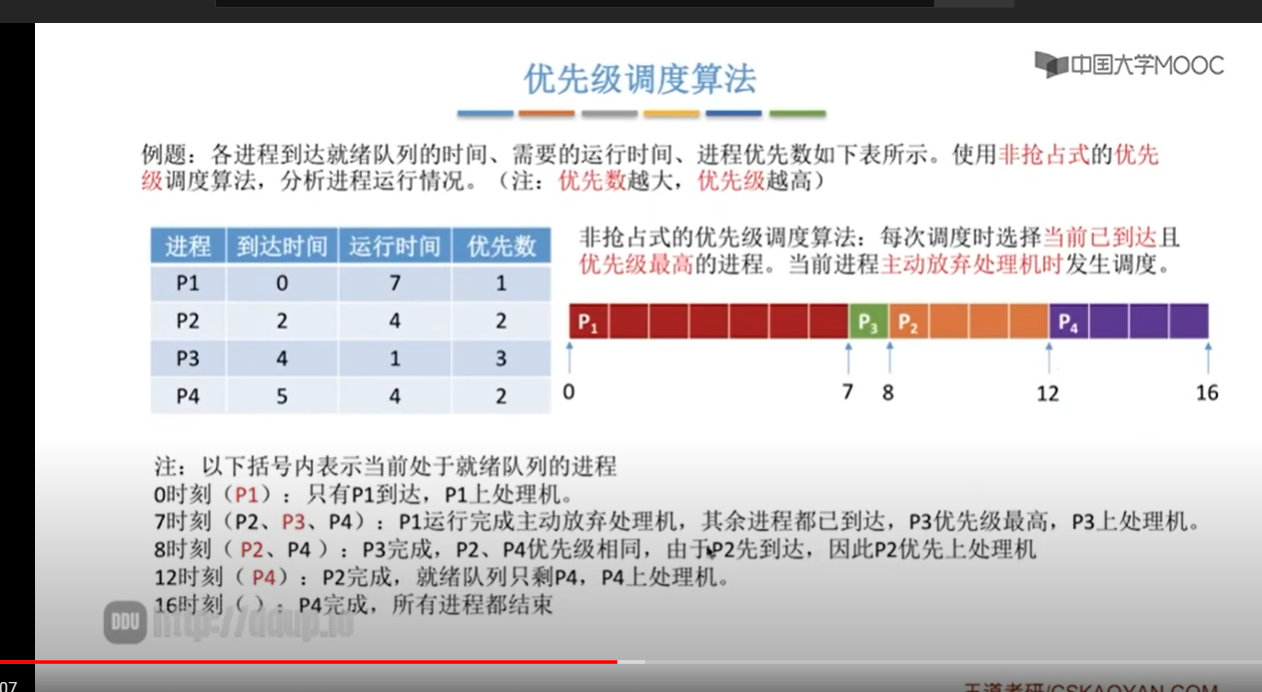 中国大学MOOC
优先级调度算法
例题：各进程到达就绪队列的时间、需要的运行时间、进程优先数如下表所示。使用非抢占式的优先
级调度算法，分析进程运行情况。（注：优先数越大，优先级越高）
进程 到达时间 运行时间 优先数
P1 0 7 1
P2 2 4 2
P3 4 1 3
P4 5 4 2
非抢占式的优先级调度算法：每次调度时选择当前已到达且
优先级最高的进程。当前进程主动放弃处理机时发生调度。
P1 P3 P2 P4
0 7 8 12 16
注：以下括号内表示当前处于就绪队列的进程
0时刻（P1）：只有P1到达，P1上处理机。
7时刻（P2、P3、P4）：P1运行完成主动放弃处理机，其余进程都已到达，P3优先级最高，P3上处理机。
8时刻（P2、P4）：P3完成，P2、P4优先级相同，由于P2先到达，因此P2优先上处理机
12时刻（P4）：P2完成，就绪队列只剩P4，P4上处理机。
16时刻（ ）：P4完成，所有进程都结束
DDU http://ddup.io
07
王道考研/CSKAOYAN.COM